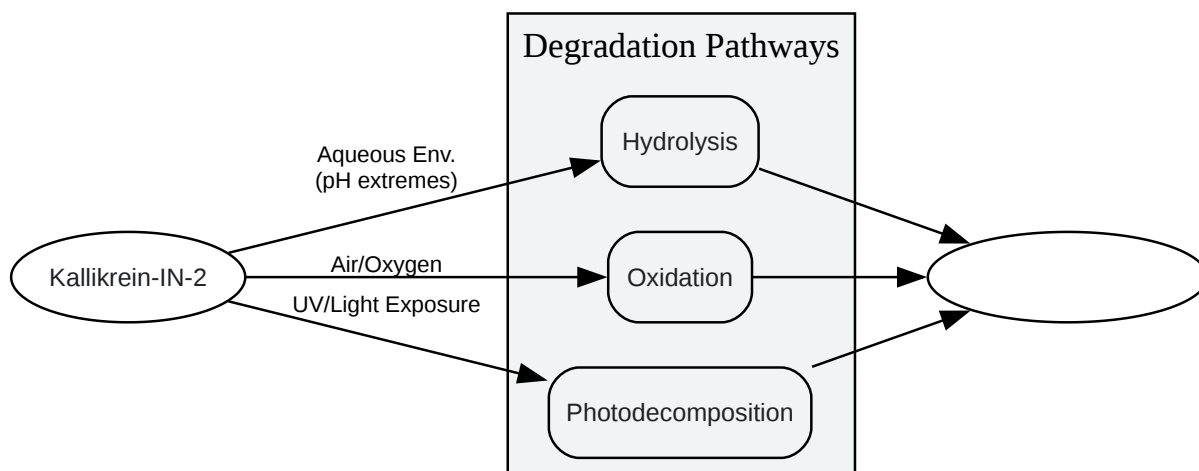 Degradation Pathways
Hydrolysis
Aqueous Env.
(pH extremes)
Kallikrein-IN-2
Air/Oxygen
Oxidation
UV/Light Exposure
Photodecomposition